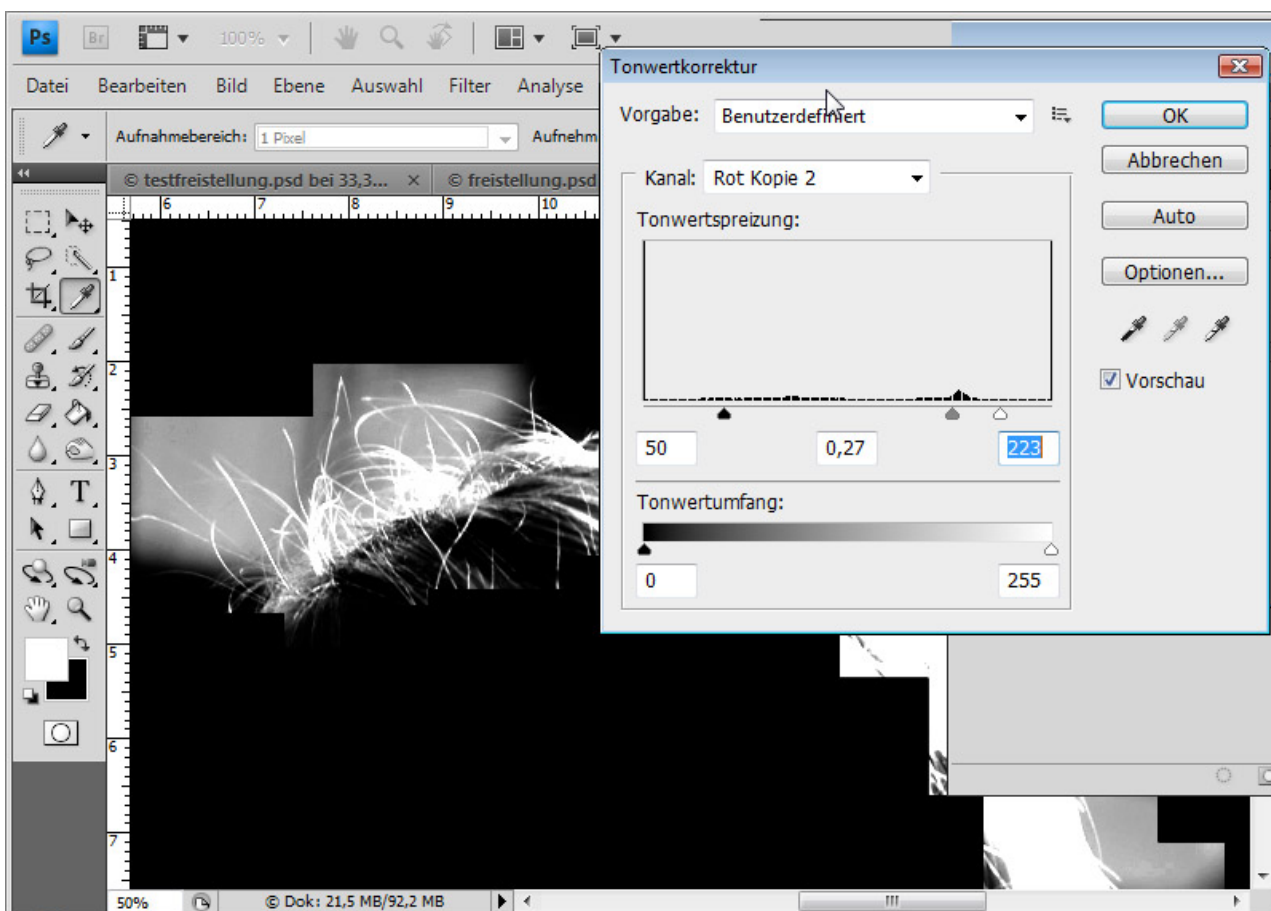 Ps Br 100%
Datei Bearbeiten Bild Ebene Auswahl Filter Analyse
Aufnahmebereich: 1 Pixel Aufnehm
© testfreistellung.psd bei 33,3... × © freistellung.psd
6 7 8 9 10
1
2
3
4
5
6
7
T
50% © Dok: 21,5 MB/92,2 MB
Tonwertkorrektur
Vorgabe: Benutzerdefiniert
Kanal: Rot Kopie 2
Tonwertspreizung:
50 0,27 223
Tonwertumfang:
0 255
OK
Abbrechen
Auto
Optionen...
Vorschau